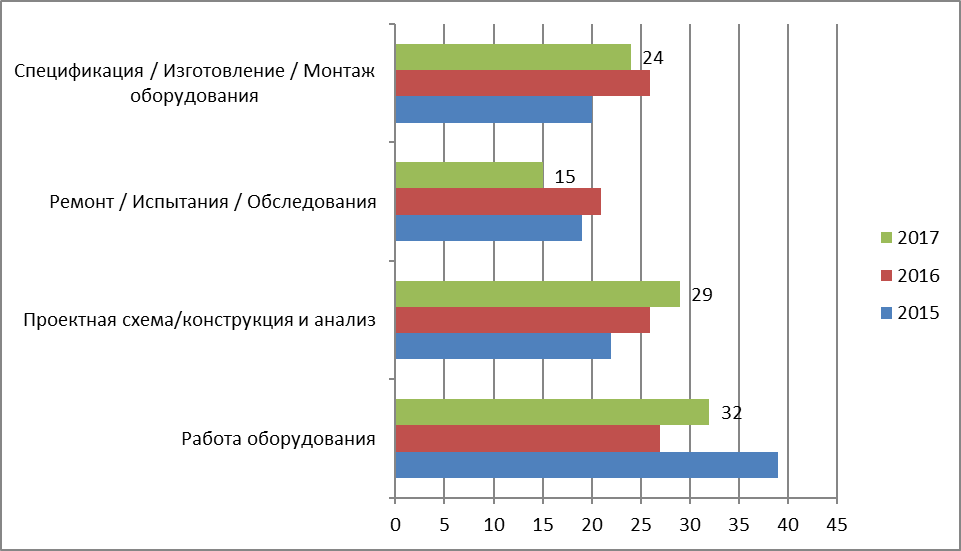 Спецификация / Изготовление / Монтаж
оборудования
24
Ремонт / Испытания / Обследования
15
Проектная схема/конструкция и анализ
29
Работа оборудования
32
0 5 10 15 20 25 30 35 40 45
2017
2016
2015